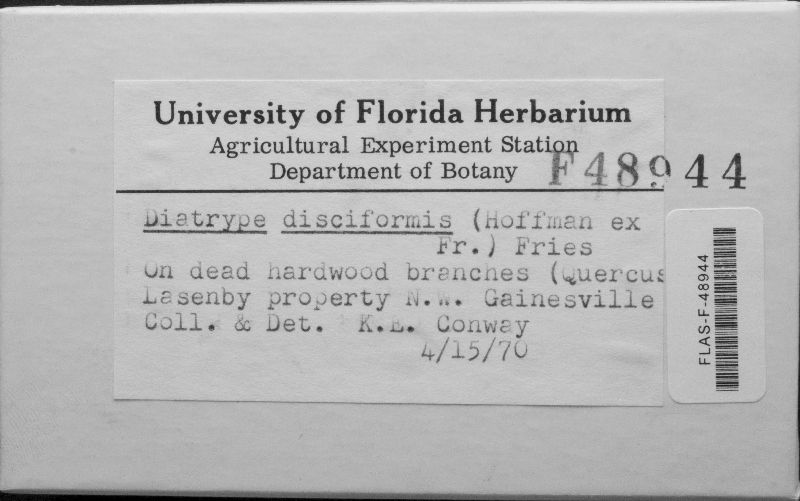 University of Florida Herbarium
Agricultural Experiment Station
Department of Botany
F48944
Diatrype disciformis (Hoffman ex
Fr.) Fries
On dead hardwood branches (Quercus
Lasenby property N.W. Gainesville
Coll. & Det. K.E. Conway
4/15/70
FLAS-F-48944